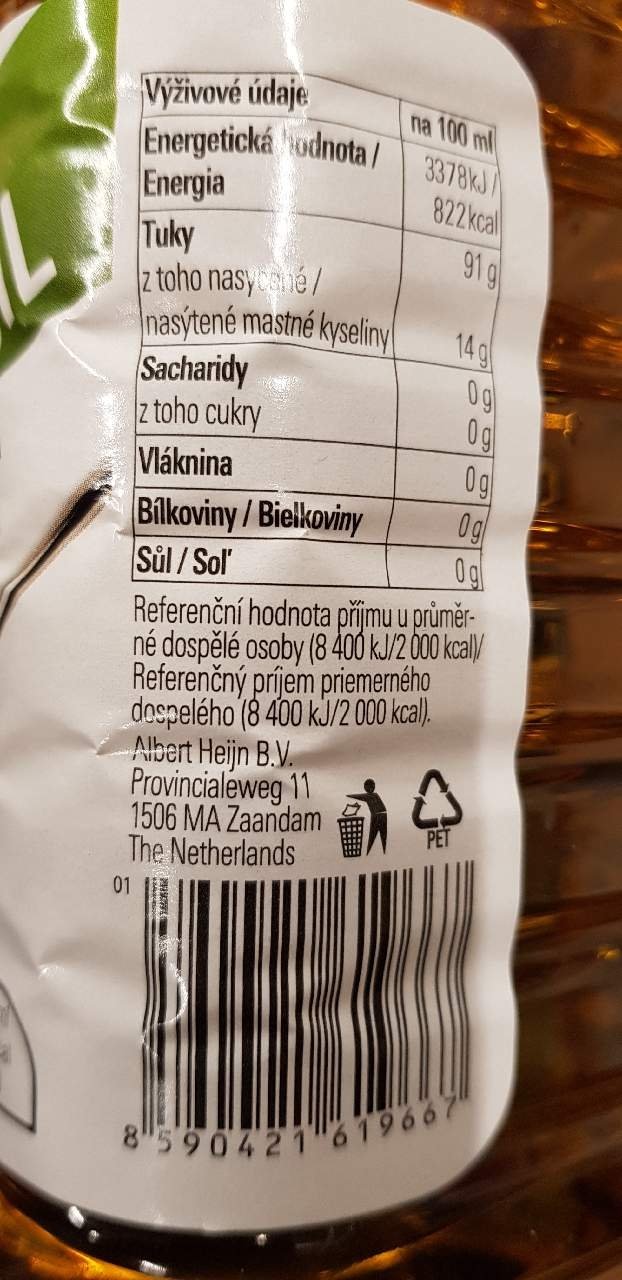 Výživové údaje
na 100 ml
Energetická hodnota /
Energia
3378kJ /
822kcal
Tuky
91 g
z toho nasycené /
nasýtené mastné kyseliny
14 g
Sacharidy
0 g
z toho cukry
0 g
Vláknina
0 g
Bílkoviny / Bielkoviny
0 g
Sůl / Soľ
0 g
Referenční hodnota příjmu u průměr-
né dospělé osoby (8 400 kJ/2 000 kcal)/
Referenčný príjem priemerného
dospelého (8 400 kJ/2 000 kcal).
Albert Heijn B.V.
Provincialeweg 11
1506 MA Zaandam
The Netherlands
PET
01
8 590421 619667